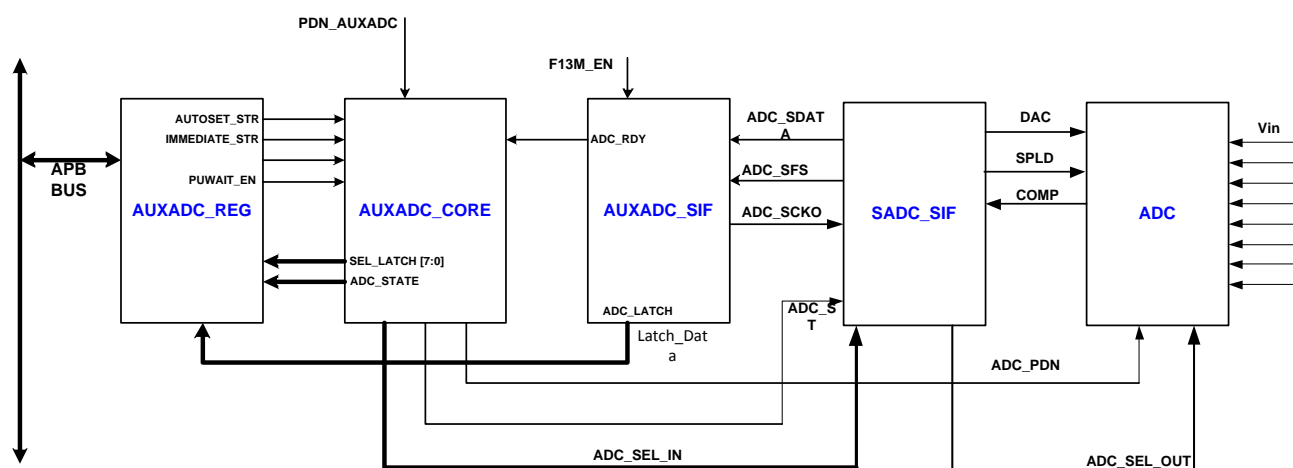 PDN_AUXADC
F13M_EN
AUTOSET_STR
IMMEDIATE_STR
PUWAIT_EN
APB
BUS
AUXADC_REG
AUXADC_CORE
SEL_LATCH [7:0]
ADC_STATE
ADC_RDY
AUXADC_SIF
ADC_LATCH
Latch_Dat
a
ADC_SDAT
A
ADC_SFS
ADC_SCKO
ADC_S
T
SADC_SIF
DAC
SPLD
COMP
ADC
Vin
ADC_PDN
ADC_SEL_IN
ADC_SEL_OUT